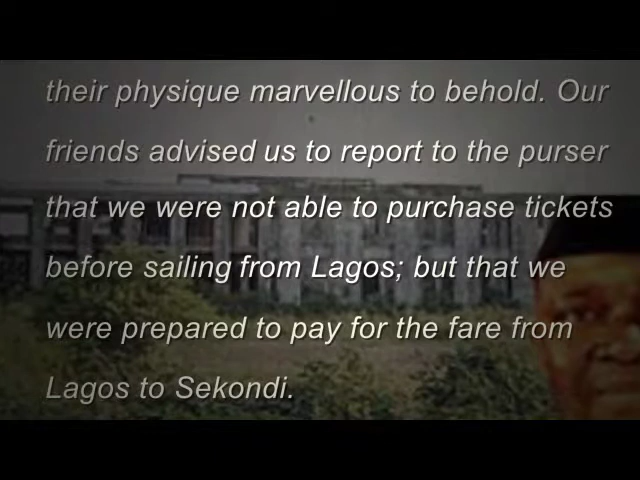 their physique marvellous to behold. Our
friends advised us to report to the purser
that we were not able to purchase tickets
before sailing from Lagos; but that we
were prepared to pay for the fare from
Lagos to Sekondi.